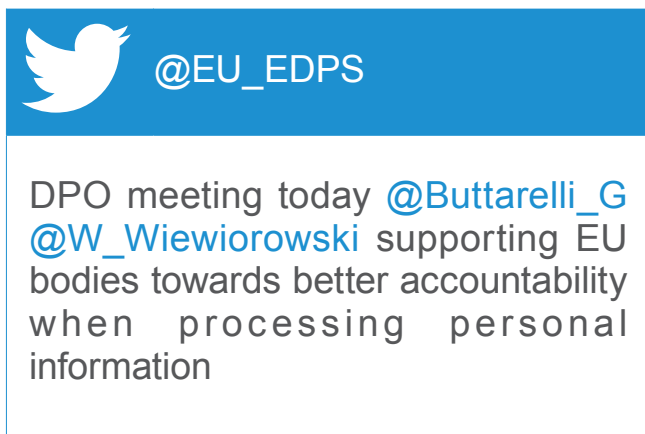 @EU_EDPS
DPO meeting today @Buttarelli_G
@W_Wiewiorowski supporting EU
bodies towards better accountability
when processing personal
information